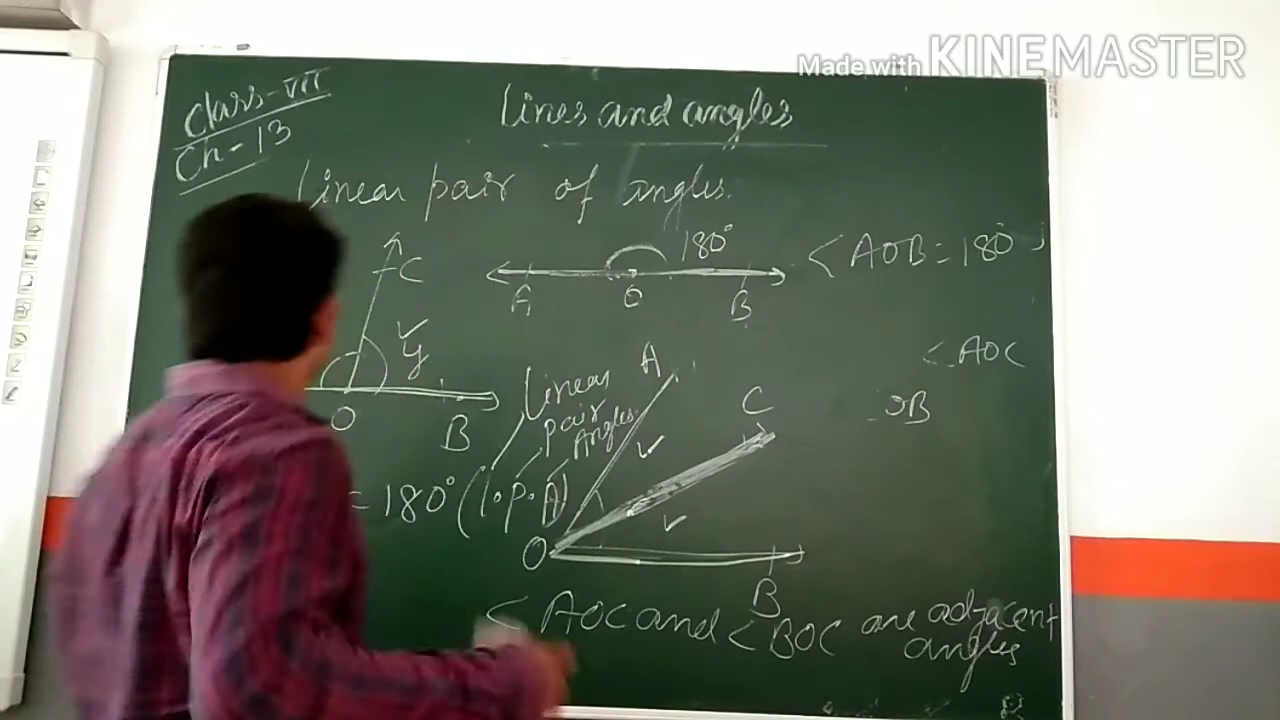 Made with KINEMASTER
Class-VII
Ch-13
Lines and angles
Linear pair of angles.
C
y
O
B
180°
A
O
B
< AOB = 180°
< AOC
OB
= 180° (l. p. A)
Linear
pair
Angles
A
C
O
B
< AOC and < BOC are adjacent
angles